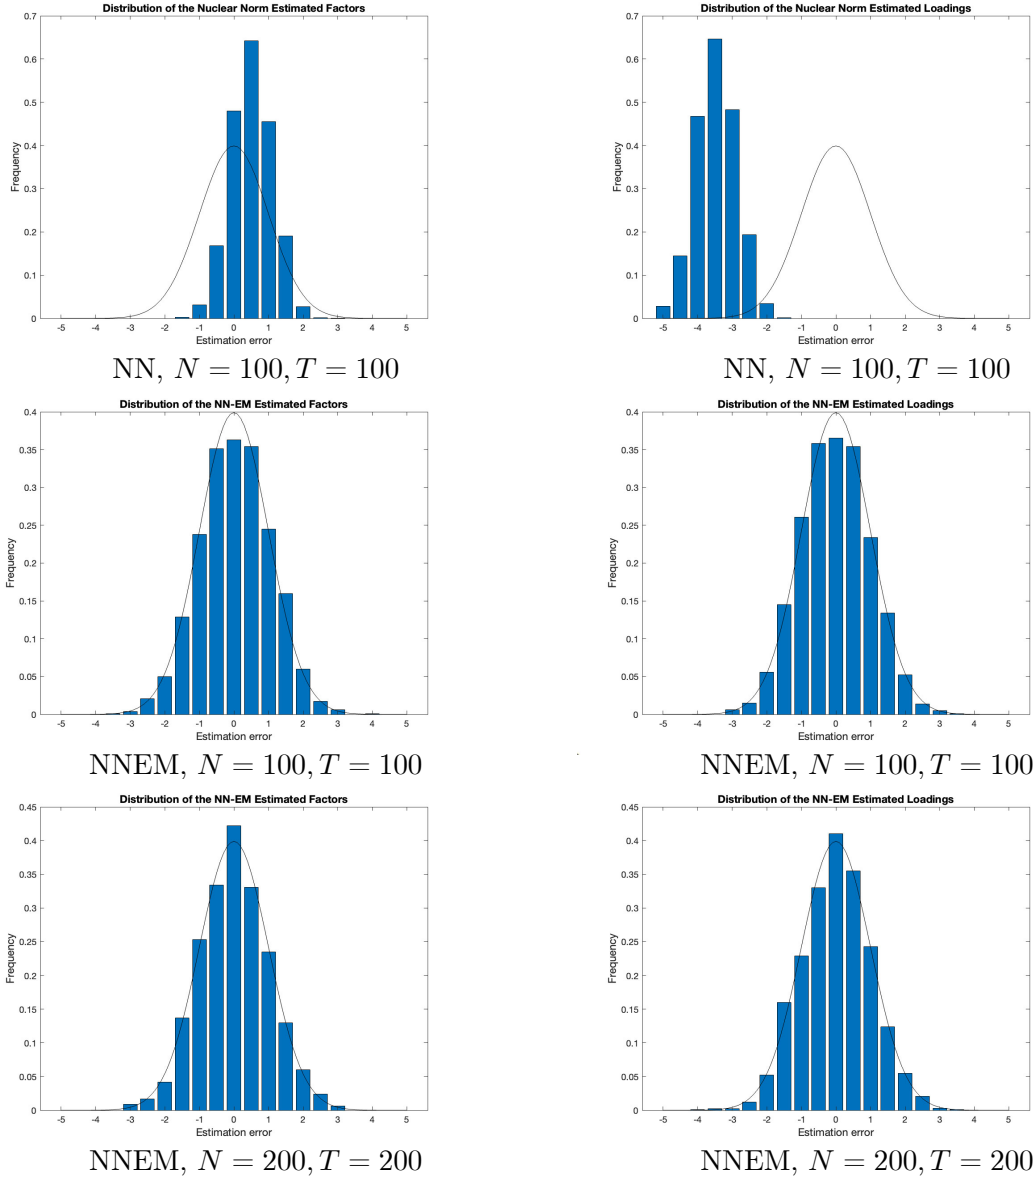 Distribution of the Nuclear Norm Estimated Factors
0.7
0.6
0.5
0.4
0.3
0.2
0.1
0
Frequency
-5 -4 -3 -2 -1 0 1 2 3 4 5
Estimation error
NN, N = 100, T = 100
Distribution of the Nuclear Norm Estimated Loadings
0.7
0.6
0.5
0.4
0.3
0.2
0.1
0
Frequency
-5 -4 -3 -2 -1 0 1 2 3 4 5
Estimation error
NN, N = 100, T = 100
Distribution of the NN-EM Estimated Factors
0.4
0.35
0.3
0.25
0.2
0.15
0.1
0.05
0
Frequency
-5 -4 -3 -2 -1 0 1 2 3 4 5
Estimation error
NNEM, N = 100, T = 100
Distribution of the NN-EM Estimated Loadings
0.4
0.35
0.3
0.25
0.2
0.15
0.1
0.05
0
Frequency
-5 -4 -3 -2 -1 0 1 2 3 4 5
Estimation error
NNEM, N = 100, T = 100
Distribution of the NN-EM Estimated Factors
0.45
0.4
0.35
0.3
0.25
0.2
0.15
0.1
0.05
0
Frequency
-5 -4 -3 -2 -1 0 1 2 3 4 5
Estimation error
NNEM, N = 200, T = 200
Distribution of the NN-EM Estimated Loadings
0.45
0.4
0.35
0.3
0.25
0.2
0.15
0.1
0.05
0
Frequency
-5 -4 -3 -2 -1 0 1 2 3 4 5
Estimation error
NNEM, N = 200, T = 200